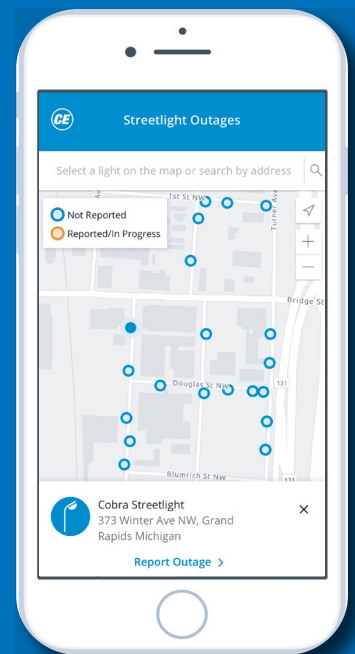 CE
Streetlight Outages
Select a light on the map or search by address
Not Reported
Reported/In Progress
Av
1st St NW
Turner Ave
+
−
Bridge St
Douglas St NW
131
Blumrich St NW
131
Cobra Streetlight
373 Winter Ave NW, Grand
Rapids Michigan
Report Outage >